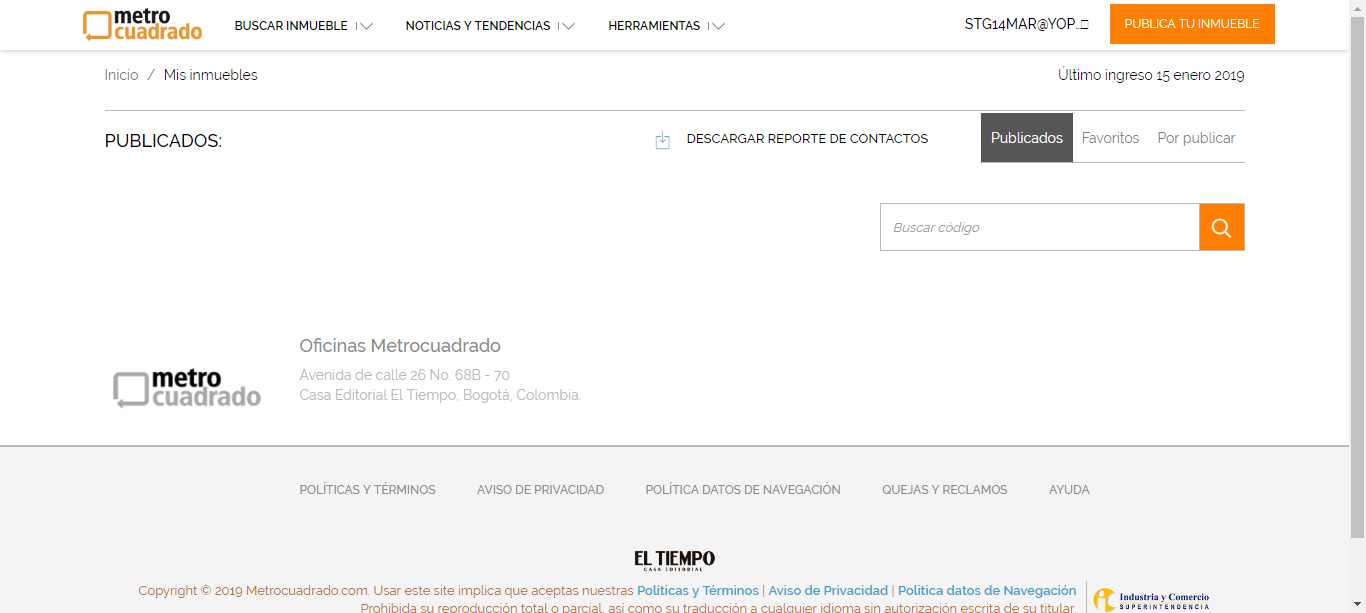 metro
cuadrado
BUSCAR INMUEBLE
NOTICIAS Y TENDENCIAS
HERRAMIENTAS
STG14MAR@YOP...
PUBLICA TU INMUEBLE
Inicio / Mis inmuebles
Último ingreso 15 enero 2019
PUBLICADOS:
DESCARGAR REPORTE DE CONTACTOS
Publicados
Favoritos
Por publicar
Buscar código
Oficinas Metrocuadrado
metro
cuadrado
Avenida de calle 26 No. 68B - 70
Casa Editorial El Tiempo, Bogotá, Colombia.
POLÍTICAS Y TÉRMINOS
AVISO DE PRIVACIDAD
POLÍTICA DATOS DE NAVEGACIÓN
QUEJAS Y RECLAMOS
AYUDA
EL TIEMPO
CASA EDITORIAL
Copyright © 2019 Metrocuadrado.com. Usar este site implica que aceptas nuestras Políticas y Términos | Aviso de Privacidad | Politica datos de Navegación
Prohibida su reproducción total o parcial, así como su traducción a cualquier idioma sin autorización escrita de su titular.
Industria y Comercio
SUPERINTENDENCIA